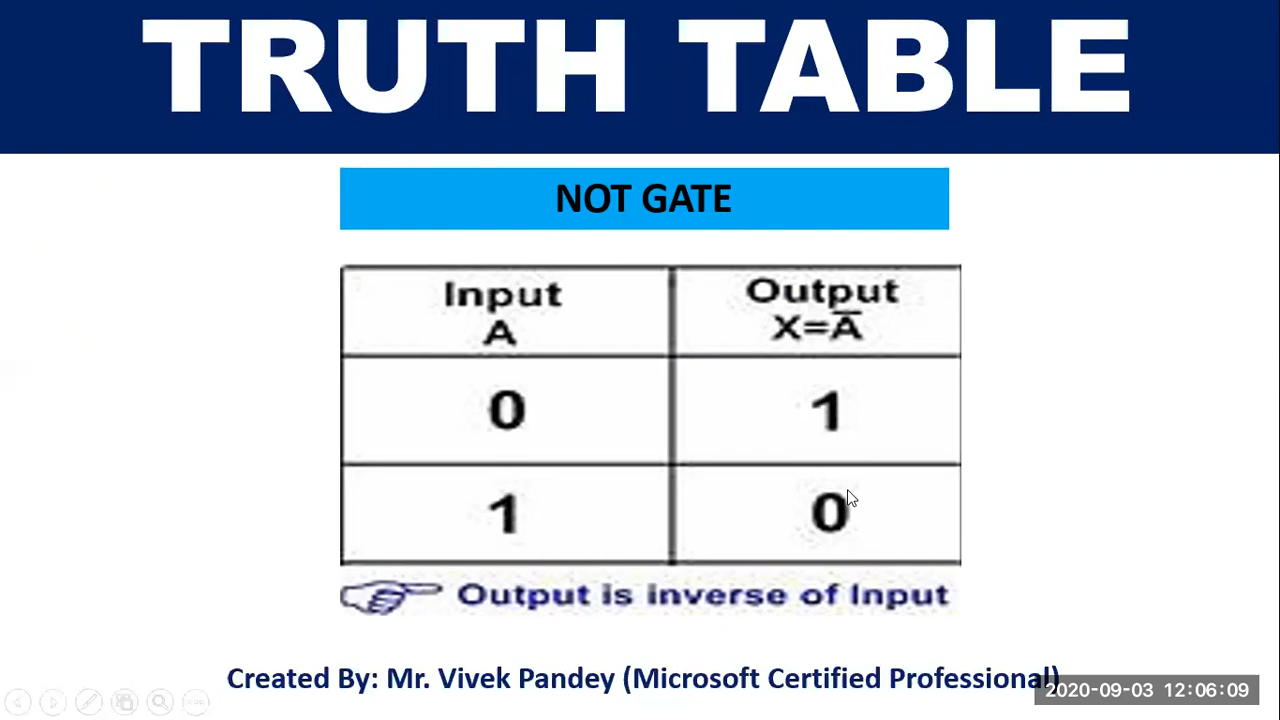 TRUTH TABLE
NOT GATE
Input Output
A X=A̅
0 1
1 0
Output is inverse of Input
Created By: Mr. Vivek Pandey (Microsoft Certified Professional)
2020-09-03 12:06:09